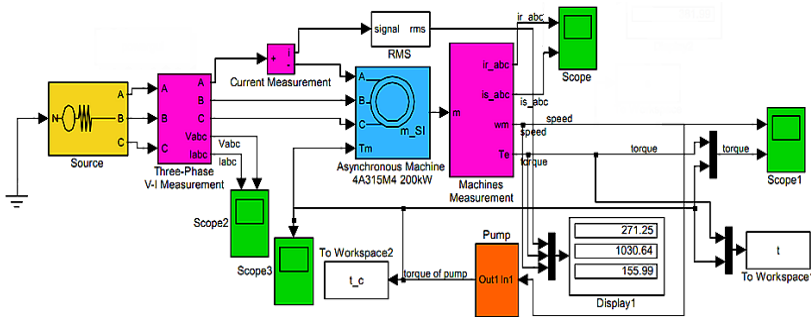 ir_abc
signal rms
RMS
Scope
Current Measurement
+
i
-
A
B
C
N
A
B
C
Source
A
B
C
Vabc
Iabc
Vabc
Iabc
Three-Phase
V-I Measurement
A
B
C
Tm
m_SI
Asynchronous Machine
4A315M4 200kW
m
ir_abc
is_abc
wm
Te
Machines
Measurement
is_abc
speed
speed
torque
torque
torque
Scope1
Scope2
Scope3
To Workspace2
t_c
torque of pump
Pump
Out1 In1
271.25
1030.64
155.99
Display1
t
To Workspace1